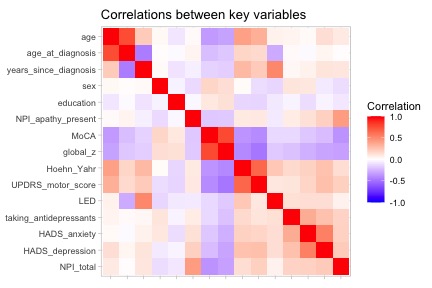 Correlations between key variables
age
age_at_diagnosis
years_since_diagnosis
sex
education
NPI_apathy_present
MoCA
global_z
Hoehn_Yahr
UPDRS_motor_score
LED
taking_antidepressants
HADS_anxiety
HADS_depression
NPI_total
Correlation
1.0
0.5
0.0
-0.5
-1.0